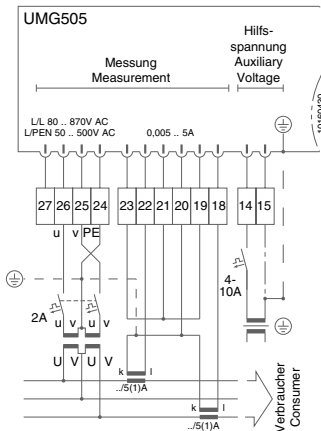 UMG505
Hilfs-
spannung
Auxiliary
Voltage
Messung
Measurement
L/L 80 .. 870V AC
L/PEN 50 .. 500V AC
0,005 .. 5A
27 26 25 24 23 22 21 20 19 18 14 15
u v PE
4-
10A
2A
u v u v
U V U V
k l
../5(1)A
k l
../5(1)A
Verbraucher
Consumer